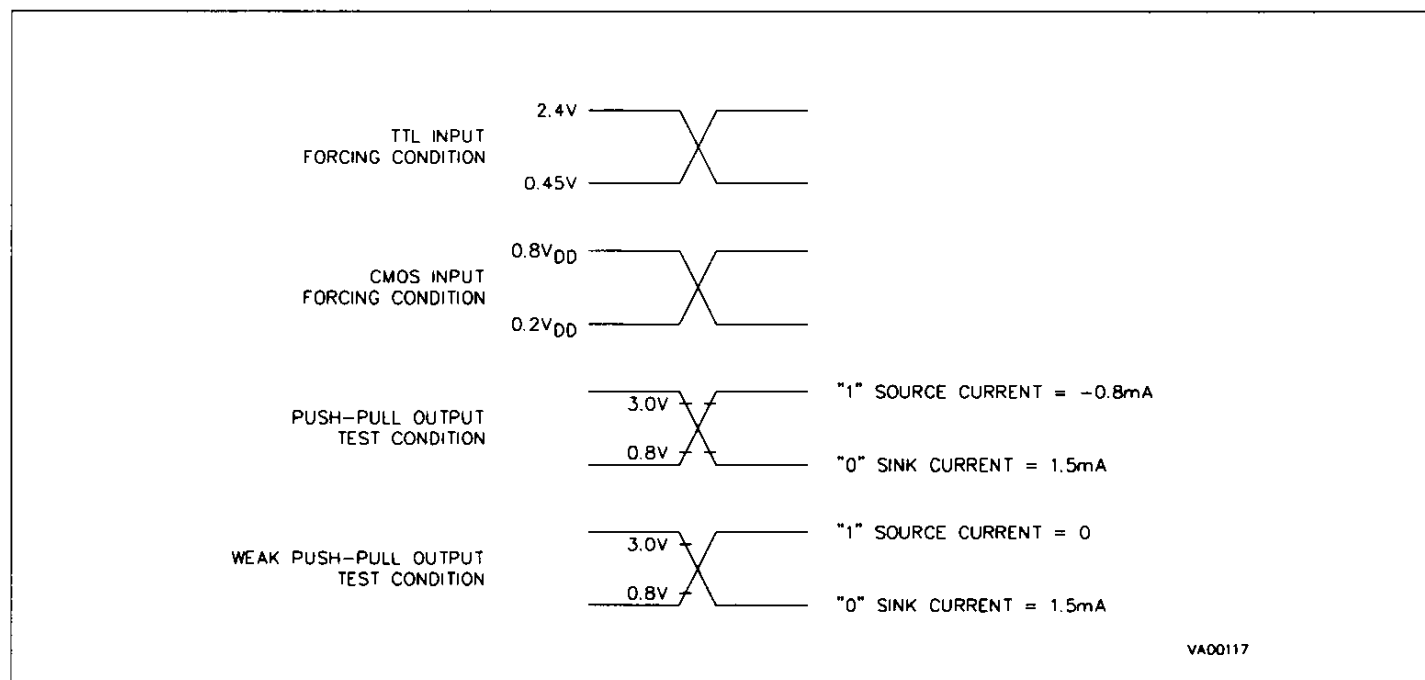 2.4V
TTL INPUT
FORCING CONDITION
0.45V
0.8VDD
CMOS INPUT
FORCING CONDITION
0.2VDD
"1" SOURCE CURRENT = -0.8mA
3.0V
PUSH-PULL OUTPUT
TEST CONDITION
0.8V
"0" SINK CURRENT = 1.5mA
"1" SOURCE CURRENT = 0
3.0V
WEAK PUSH-PULL OUTPUT
TEST CONDITION
0.8V
"0" SINK CURRENT = 1.5mA
VA00117